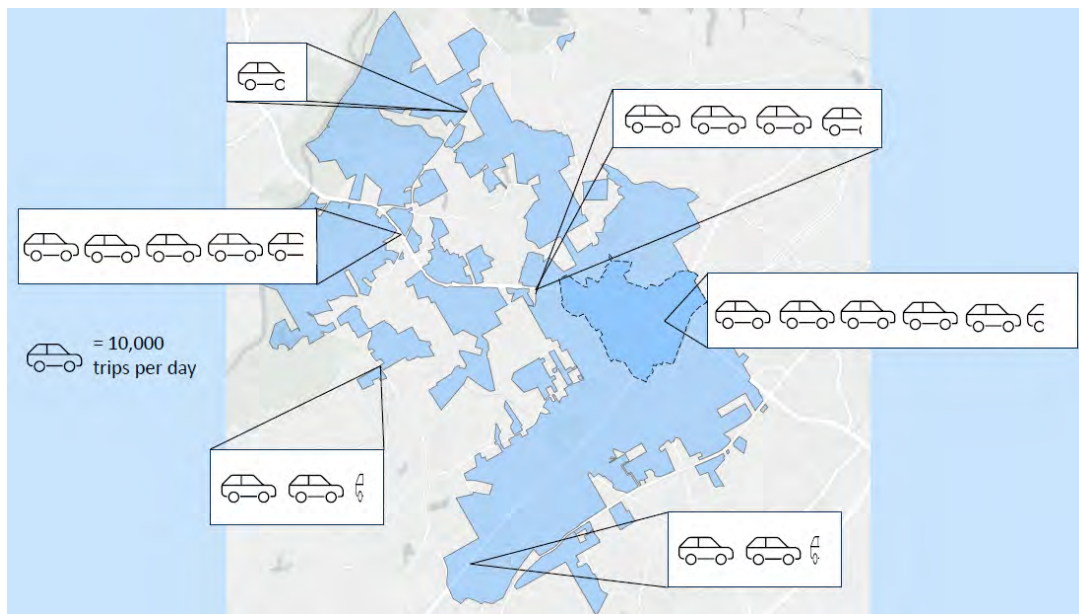 = 10,000
trips per day